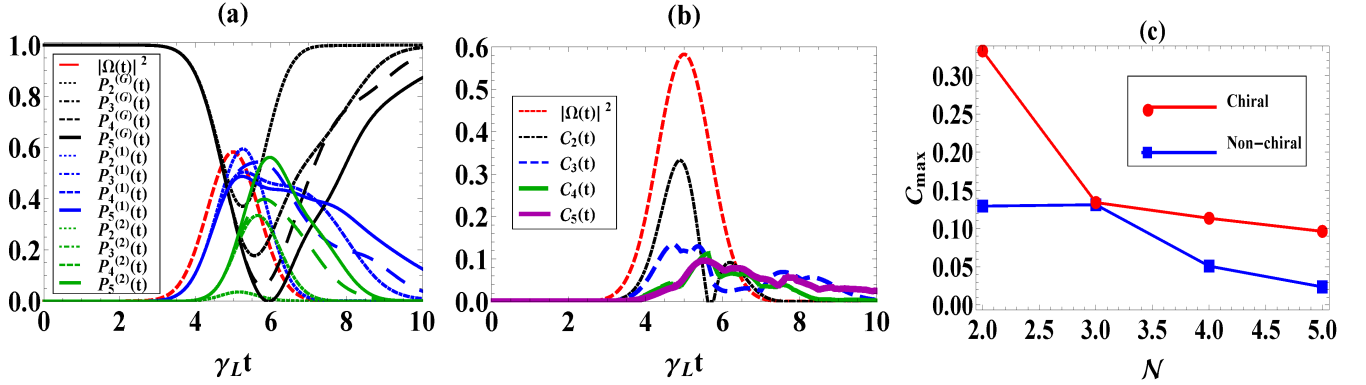 (a)
1.0
0.8
0.6
0.4
0.2
0.0
|Ω(t)|²
P₂⁽ᴳ⁾(t)
P₃⁽ᴳ⁾(t)
P₄⁽ᴳ⁾(t)
P₅⁽ᴳ⁾(t)
P₂⁽¹⁾(t)
P₃⁽¹⁾(t)
P₄⁽¹⁾(t)
P₅⁽¹⁾(t)
P₂⁽²⁾(t)
P₃⁽²⁾(t)
P₄⁽²⁾(t)
P₅⁽²⁾(t)
0 2 4 6 8 10
γ_L t
(b)
0.6
0.5
0.4
0.3
0.2
0.1
0.0
|Ω(t)|²
C₂(t)
C₃(t)
C₄(t)
C₅(t)
0 2 4 6 8 10
γ_L t
(c)
0.30
0.25
0.20
0.15
0.10
0.05
0.00
C_max
Chiral
Non-chiral
2.0 2.5 3.0 3.5 4.0 4.5 5.0
𝒩